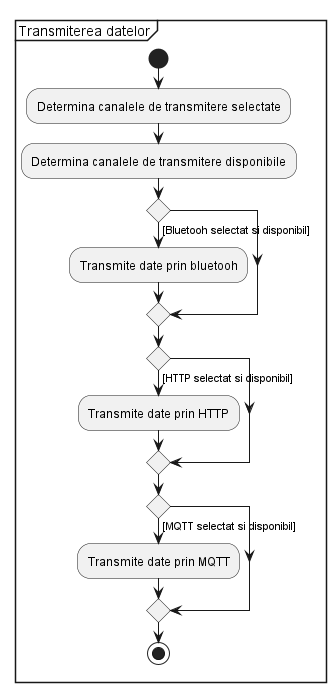 Transmiterea datelor
Determina canalele de transmitere selectate
Determina canalele de transmitere disponibile
[Bluetooh selectat si disponibil]
Transmite date prin bluetooh
[HTTP selectat si disponibil]
Transmite date prin HTTP
[MQTT selectat si disponibil]
Transmite date prin MQTT